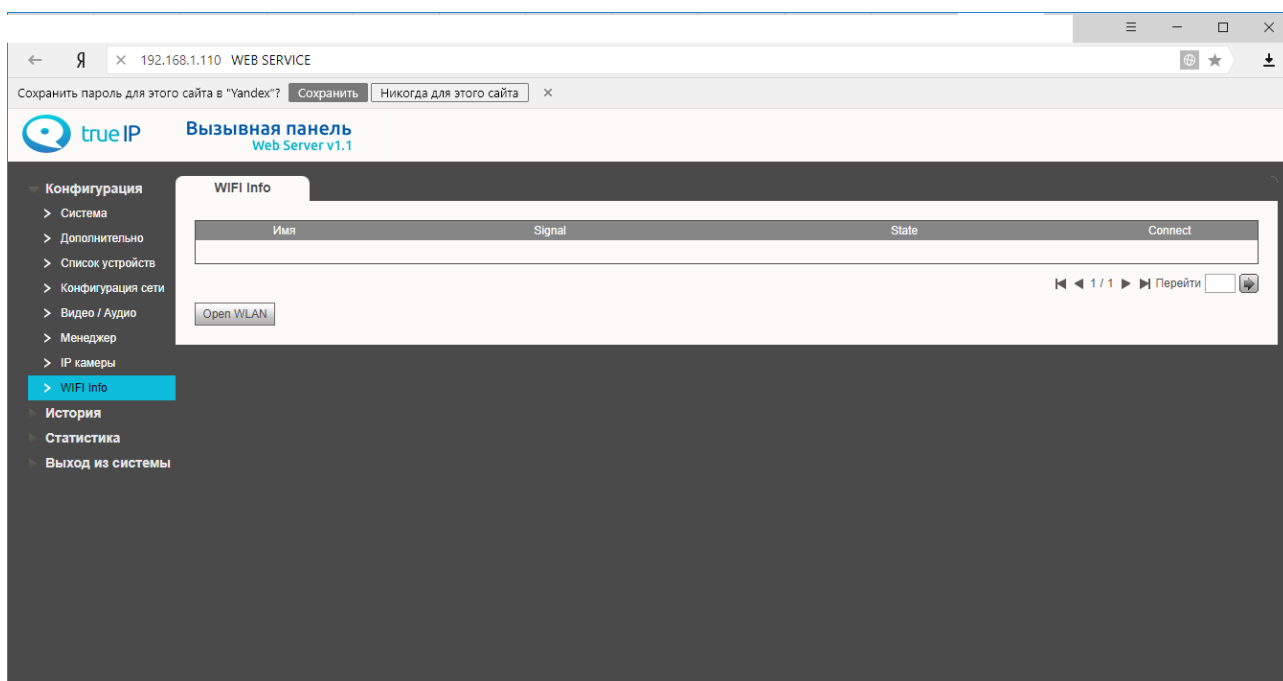 Я 192.168.1.110 WEB SERVICE
Сохранить пароль для этого сайта в "Yandex"? Сохранить Никогда для этого сайта
true IP
Вызывная панель
Web Server v1.1
Конфигурация
Система
Дополнительно
Список устройств
Конфигурация сети
Видео / Аудио
Менеджер
IP камеры
WIFI Info
История
Статистика
Выход из системы
WIFI Info
Имя Signal State Connect
1 / 1 Перейти
Open WLAN